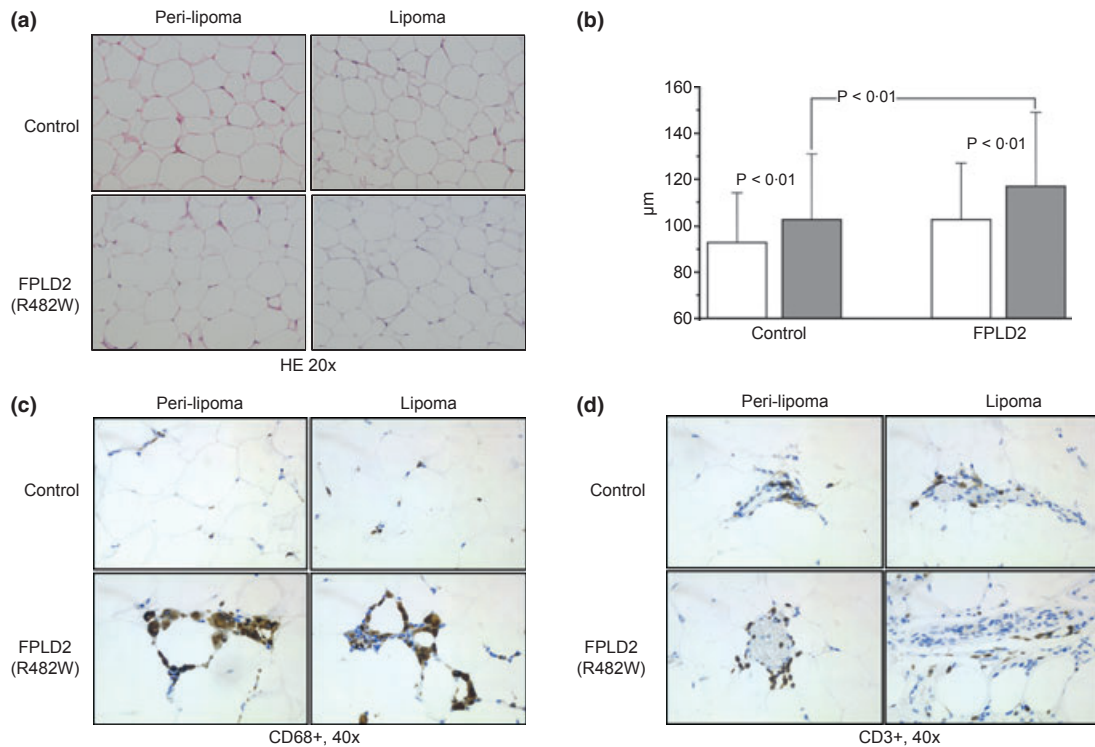 (a)
Peri-lipoma Lipoma
Control
FPLD2
(R482W)
HE 20x
(b)
160
140
120
100
80
60
µm
P < 0·01
P < 0·01
P < 0·01
Control FPLD2
(c)
Peri-lipoma Lipoma
Control
FPLD2
(R482W)
CD68+, 40x
(d)
Peri-lipoma Lipoma
Control
FPLD2
(R482W)
CD3+, 40x